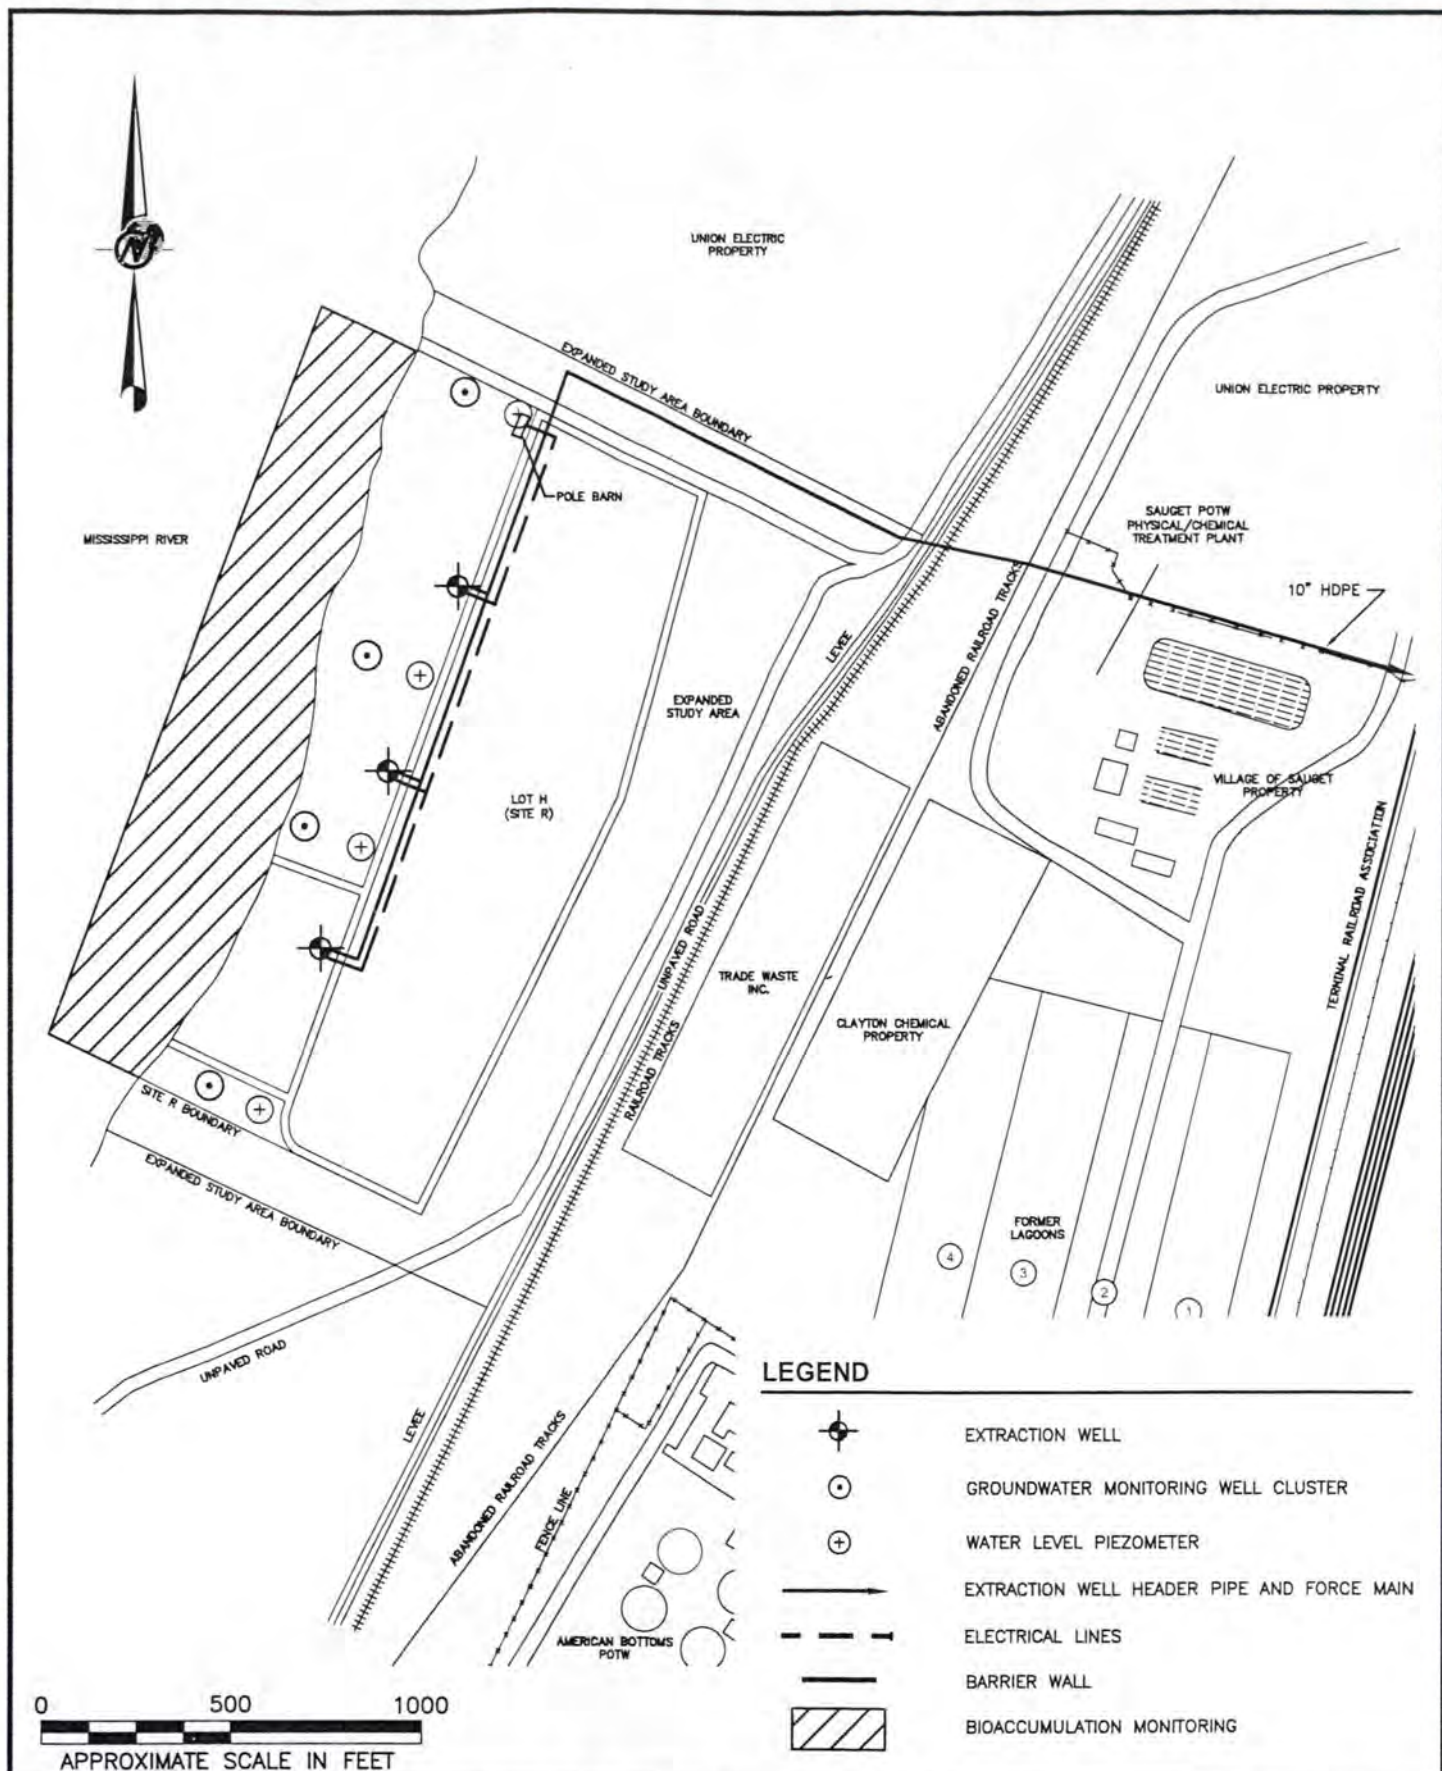 N
UNION ELECTRIC
PROPERTY
EXPANDED STUDY AREA BOUNDARY
UNION ELECTRIC PROPERTY
POLE BARN
MISSISSIPPI RIVER
SAUGET POTW
PHYSICAL/CHEMICAL
TREATMENT PLANT
10" HDPE
LEVEE
ABANDONED RAILROAD TRACKS
EXPANDED
STUDY AREA
LOT H
(SITE R)
VILLAGE OF SAUGET
PROPERTY
TERMINAL RAILROAD ASSOCIATION
UNPAVED ROAD
RAILROAD TRACKS
TRADE WASTE
INC.
CLAYTON CHEMICAL
PROPERTY
SITE R BOUNDARY
EXPANDED STUDY AREA BOUNDARY
FORMER
LAGOONS
4
3
2
1
UNPAVED ROAD
LEVEE
ABANDONED RAILROAD TRACKS
FENCE LINE
AMERICAN BOTTOMS
POTW
LEGEND
EXTRACTION WELL
GROUNDWATER MONITORING WELL CLUSTER
WATER LEVEL PIEZOMETER
EXTRACTION WELL HEADER PIPE AND FORCE MAIN
ELECTRICAL LINES
BARRIER WALL
BIOACCUMULATION MONITORING
0 500 1000
APPROXIMATE SCALE IN FEET